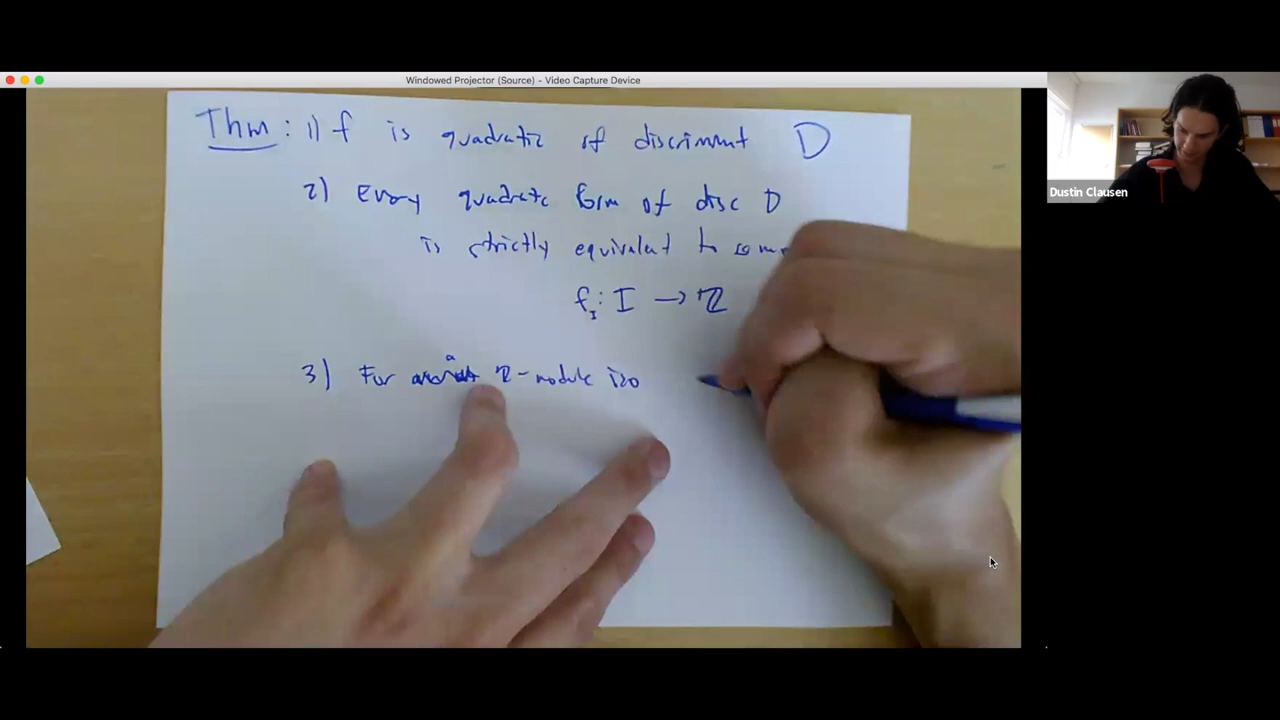 Windowed Projector (Source) - Video Capture Device
Thm: 1) f is quadratic of discriminant D
2) Every quadratic form of disc D
is strictly equivalent to some
f_I : I → ℤ
3) For a ℤ-module iso
Dustin Clausen